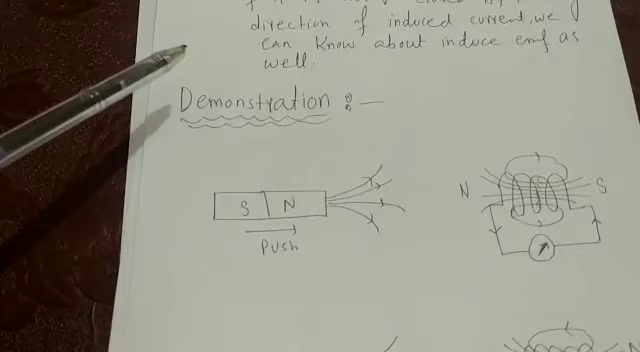 direction of induced current, we
can know about induce emf as
well.
Demonstration :-
S N
Push
N S